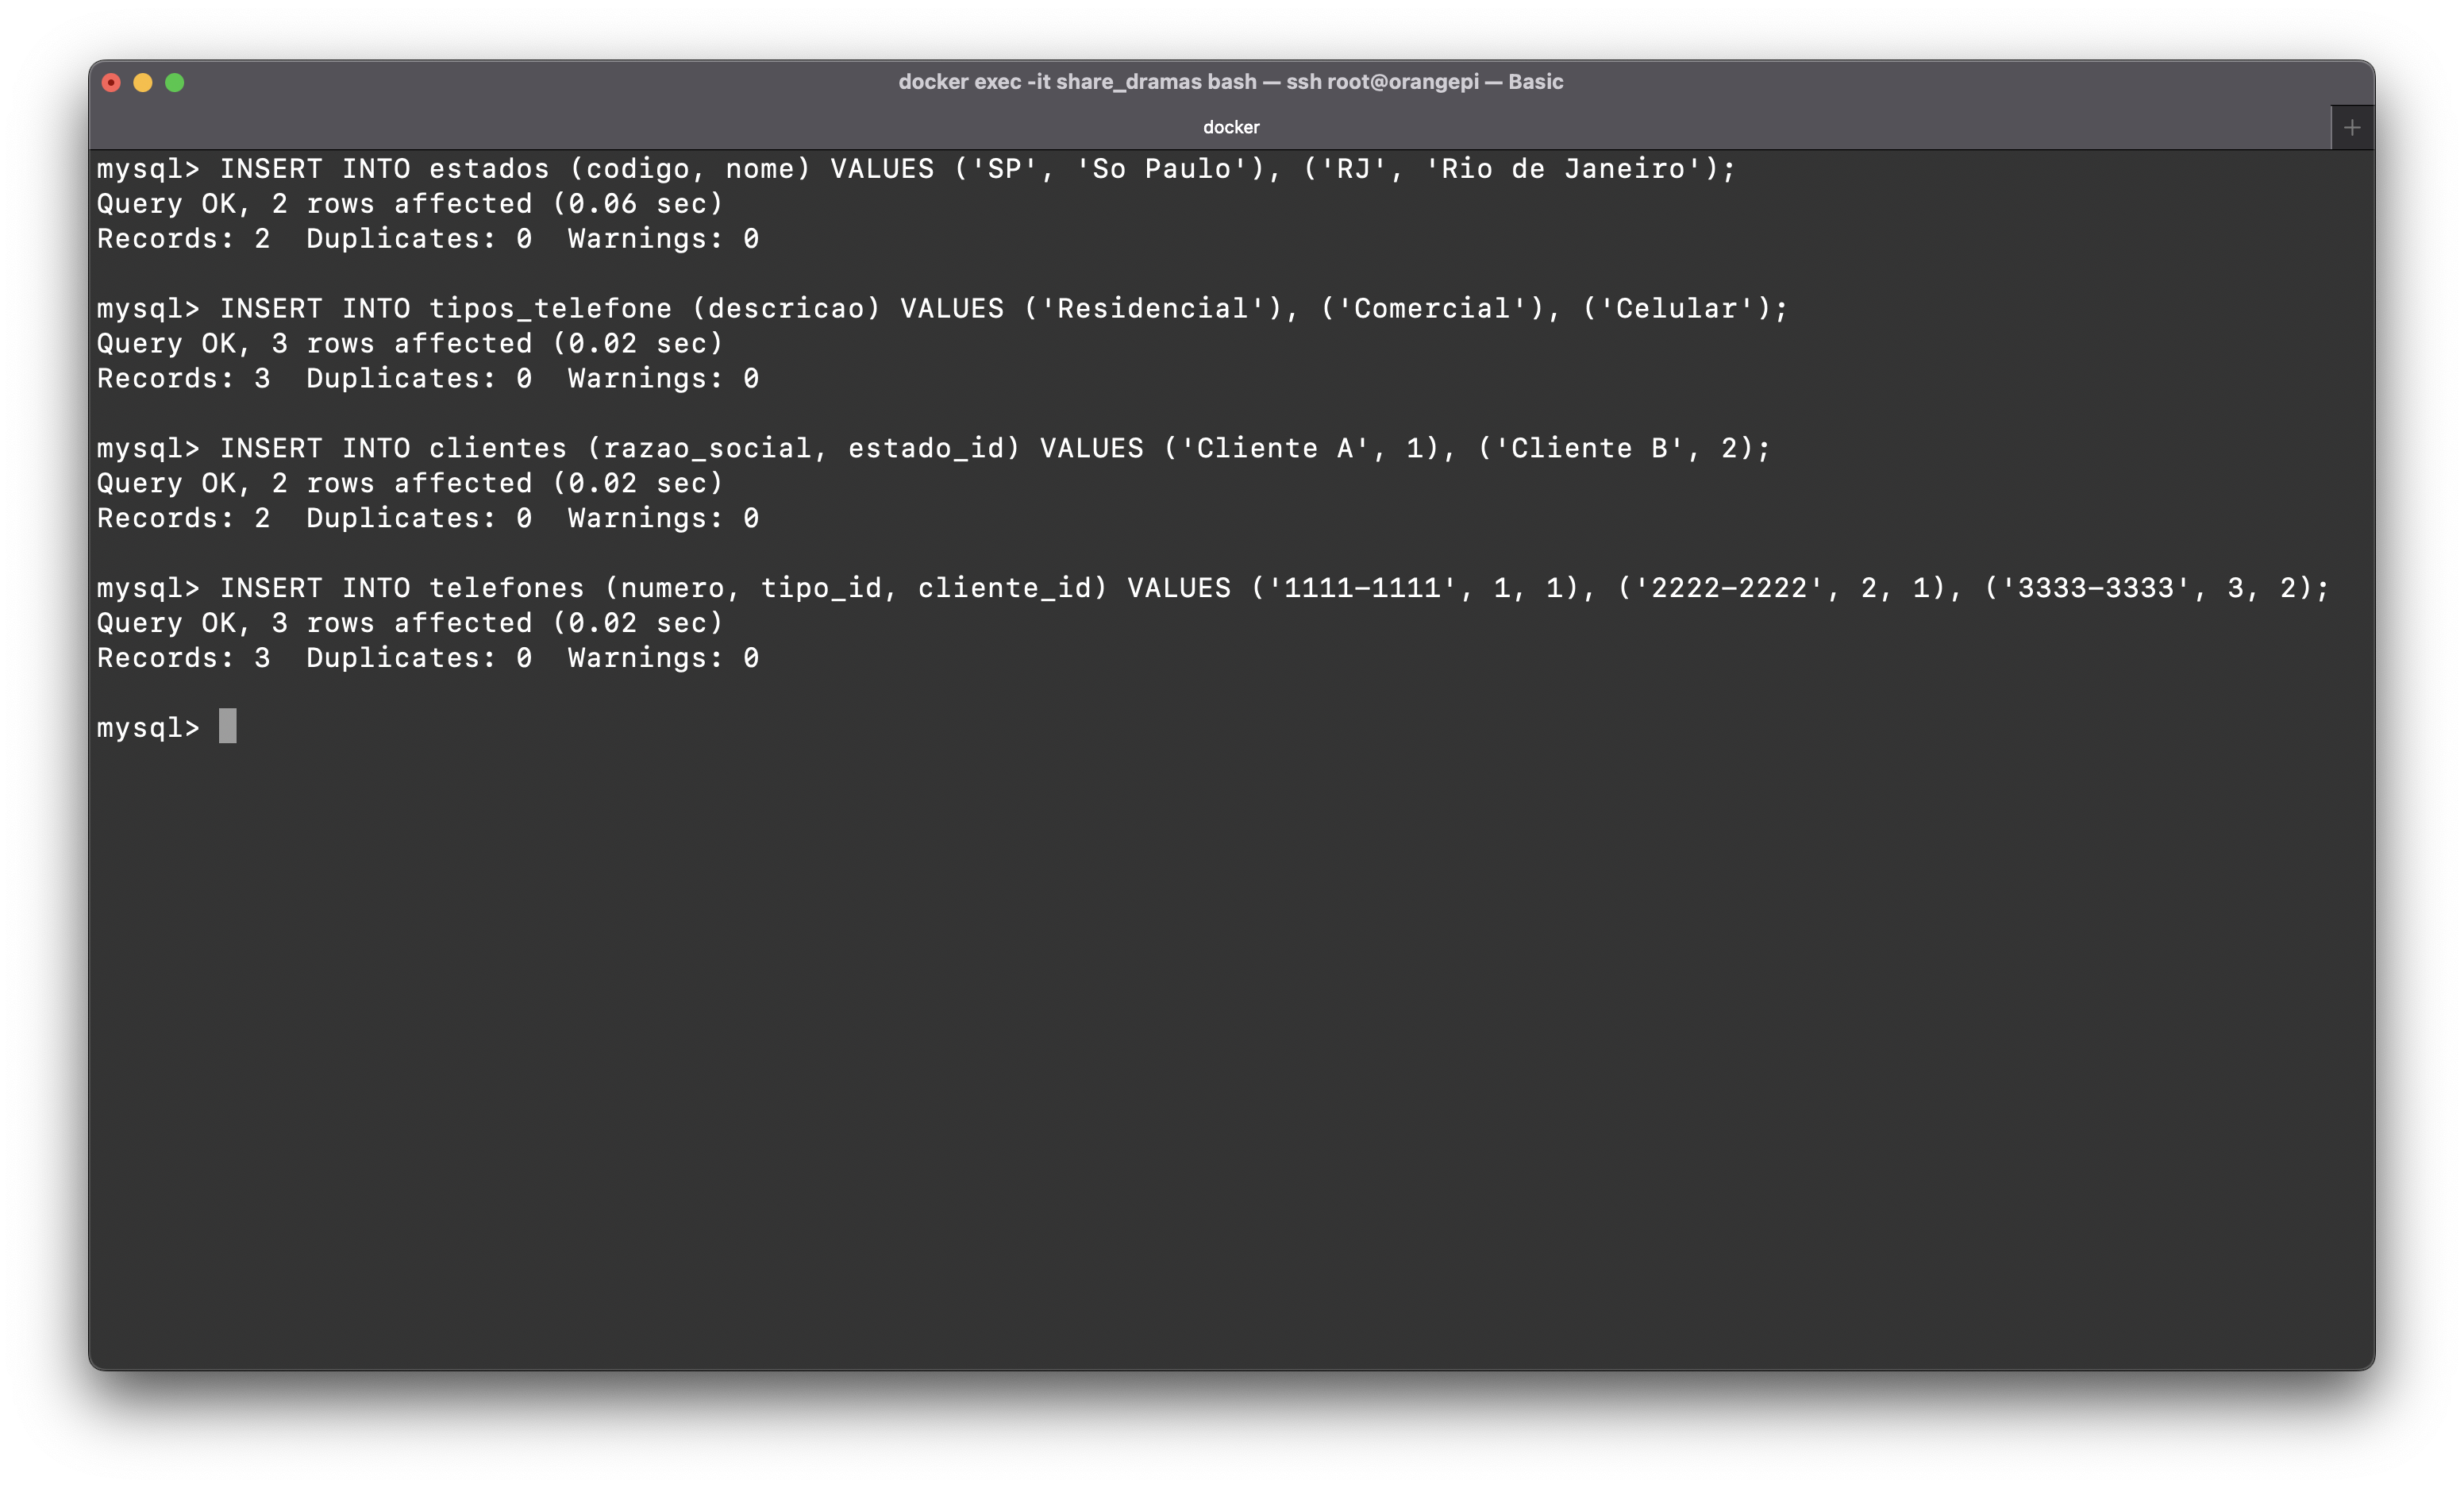 docker exec -it share_dramas bash — ssh root@orangepi — Basic
docker
mysql> INSERT INTO estados (codigo, nome) VALUES ('SP', 'So Paulo'), ('RJ', 'Rio de Janeiro');
Query OK, 2 rows affected (0.06 sec)
Records: 2  Duplicates: 0  Warnings: 0
mysql> INSERT INTO tipos_telefone (descricao) VALUES ('Residencial'), ('Comercial'), ('Celular');
Query OK, 3 rows affected (0.02 sec)
Records: 3  Duplicates: 0  Warnings: 0
mysql> INSERT INTO clientes (razao_social, estado_id) VALUES ('Cliente A', 1), ('Cliente B', 2);
Query OK, 2 rows affected (0.02 sec)
Records: 2  Duplicates: 0  Warnings: 0
mysql> INSERT INTO telefones (numero, tipo_id, cliente_id) VALUES ('1111-1111', 1, 1), ('2222-2222', 2, 1), ('3333-3333', 3, 2);
Query OK, 3 rows affected (0.02 sec)
Records: 3  Duplicates: 0  Warnings: 0
mysql>